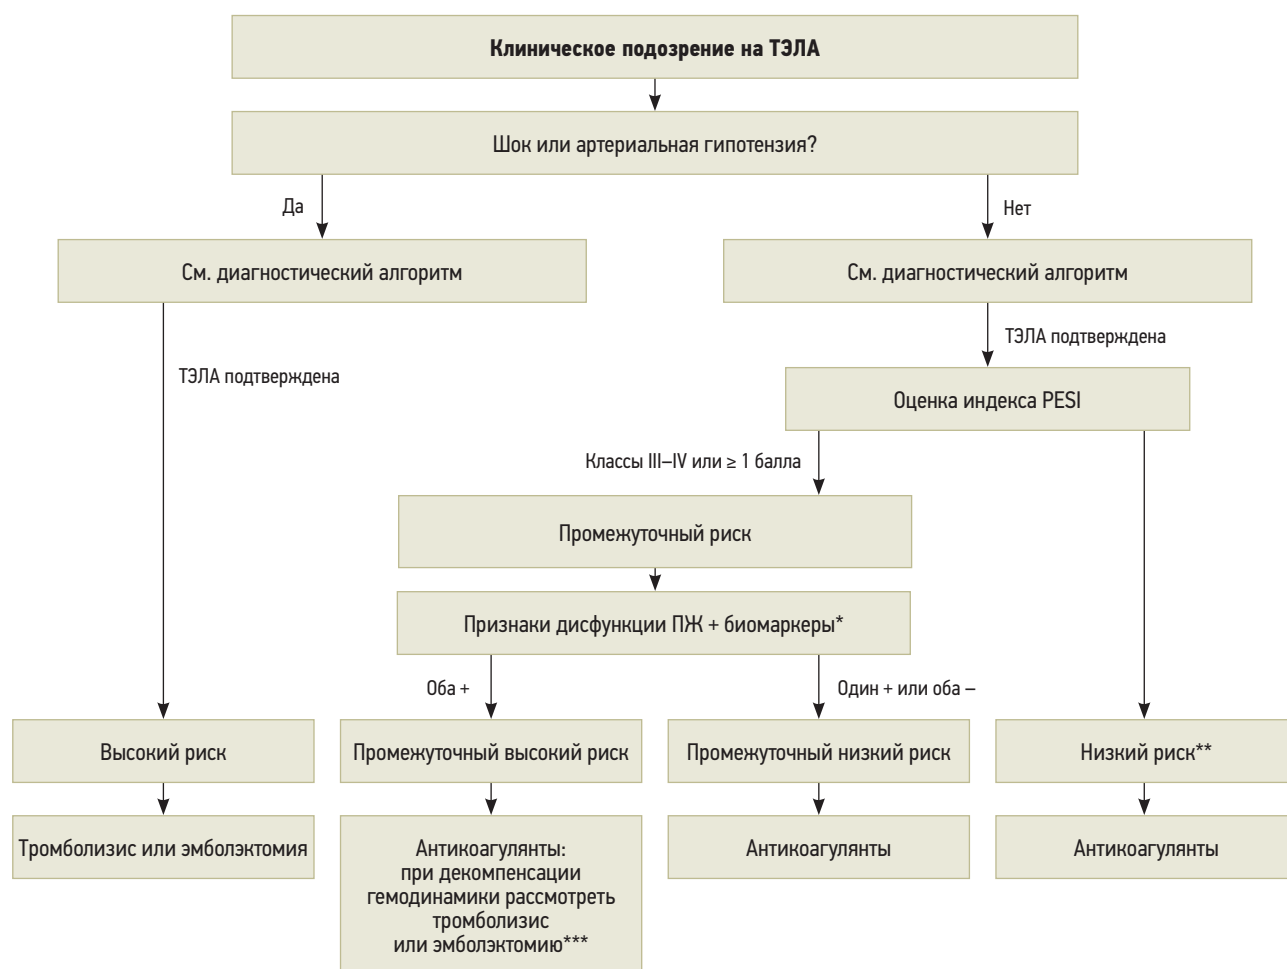 Клиническое подозрение на ТЭЛА
Шок или артериальная гипотензия?
Да
Нет
См. диагностический алгоритм
См. диагностический алгоритм
ТЭЛА подтверждена
ТЭЛА подтверждена
Оценка индекса PESI
Классы III–IV или ≥ 1 балла
Промежуточный риск
Признаки дисфункции ПЖ + биомаркеры*
Оба +
Один + или оба –
Высокий риск
Промежуточный высокий риск
Промежуточный низкий риск
Низкий риск**
Тромболизис или эмболэктомия
Антикоагулянты:
при декомпенсации
гемодинамики рассмотреть
тромболизис
или эмболэктомию***
Антикоагулянты
Антикоагулянты